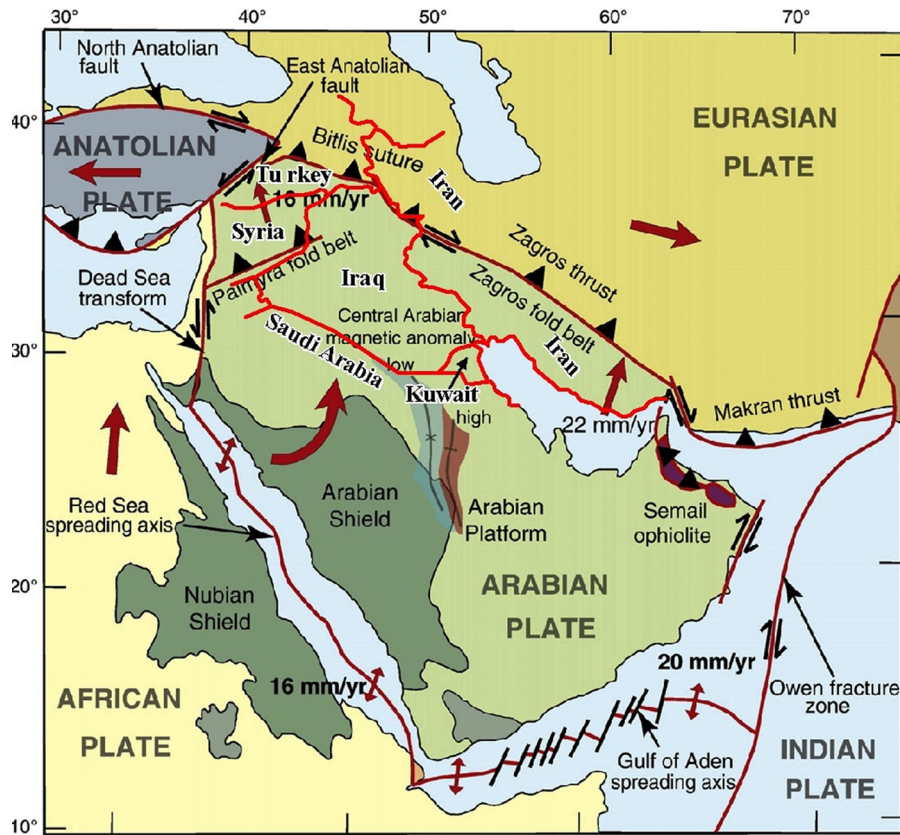 30° 40° 50° 60° 70°
North Anatolian
fault
East Anatolian
fault
40°
ANATOLIAN
PLATE
Bitlis suture
EURASIAN
PLATE
Tu rkey
16 mm/yr
Iran
Syria
Palmyra fold belt
Zagros thrust
Zagros fold belt
Dead Sea
transform
Iraq
Central Arabian
magnetic anomaly
low
Saudi Arabia
Iran
30°
Kuwait
high
22 mm/yr
Makran thrust
Red Sea
spreading axis
Arabian
Shield
Arabian
Platform
Semail
ophiolite
20°
Nubian
Shield
ARABIAN
PLATE
16 mm/yr
20 mm/yr
Owen fracture
zone
AFRICAN
PLATE
Gulf of Aden
spreading axis
INDIAN
PLATE
10°
40° 50° 60° 70°